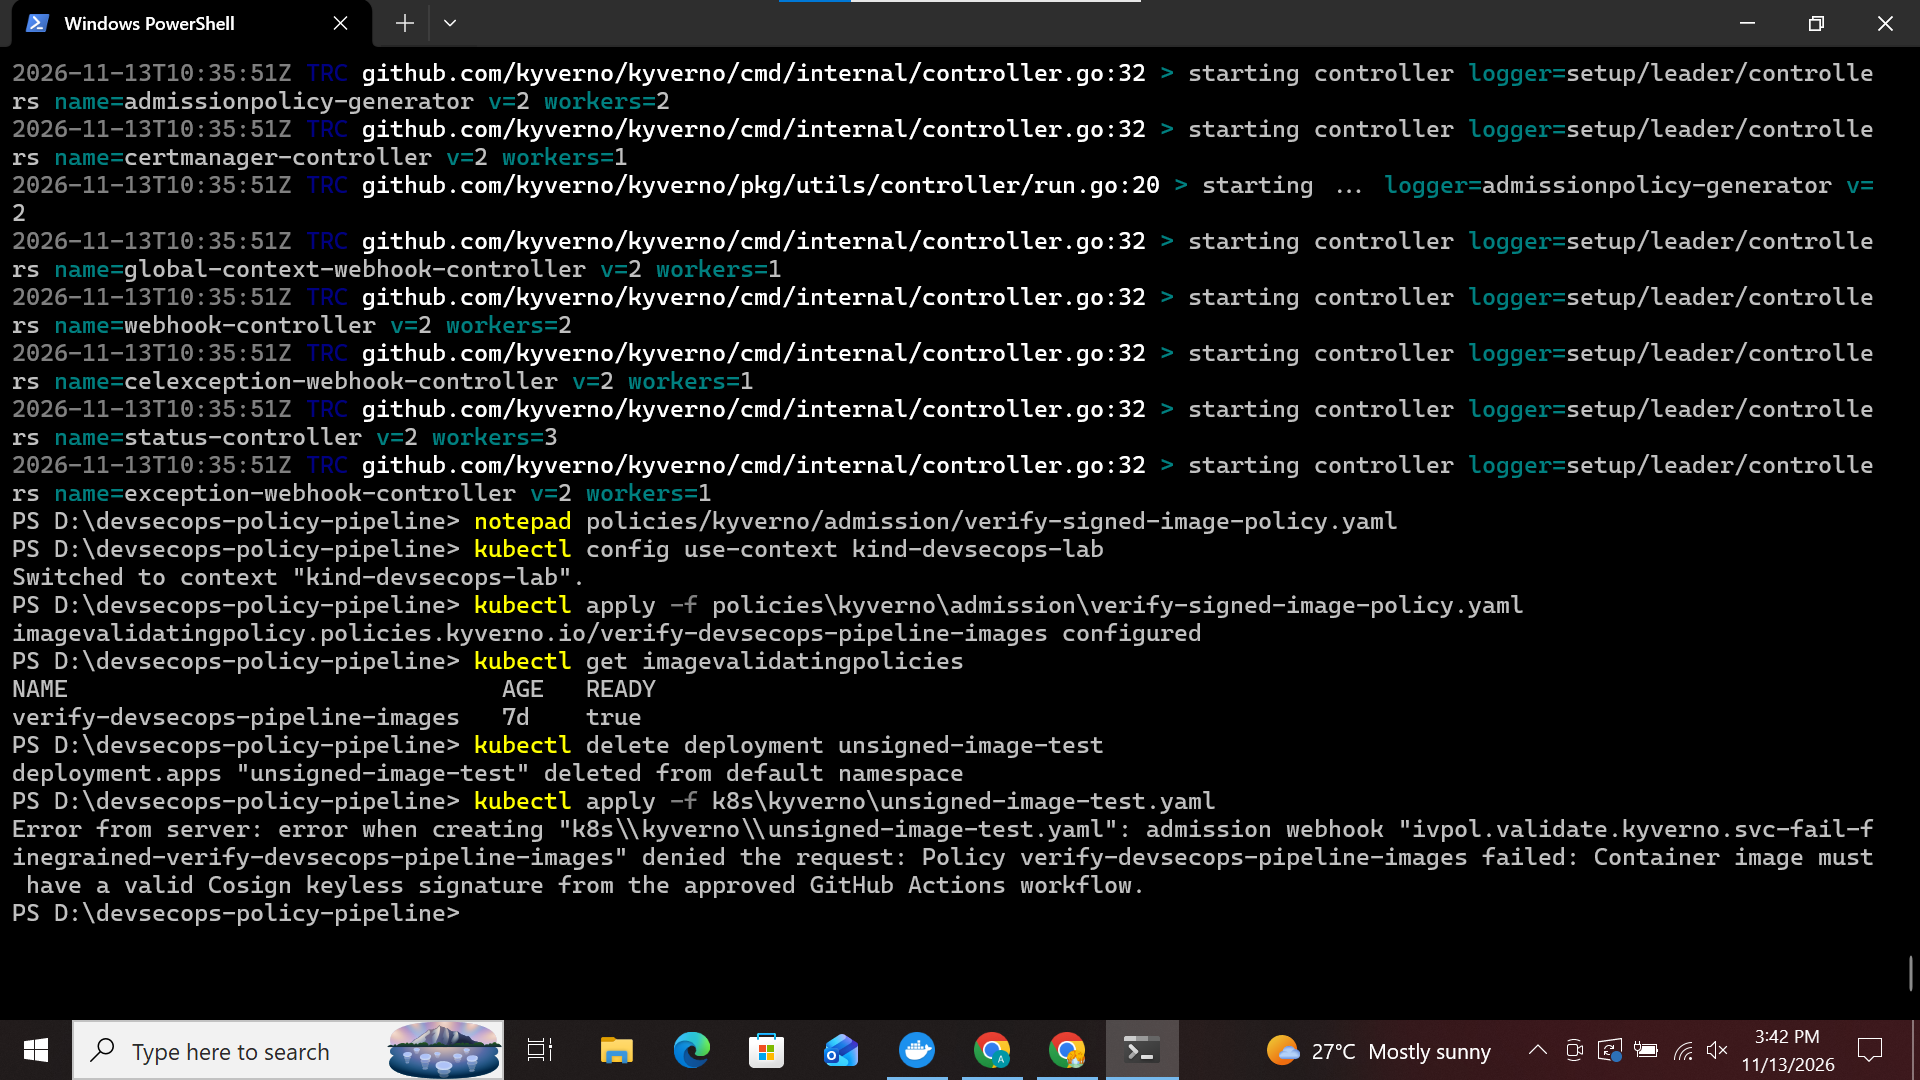 Windows PowerShell
2026-11-13T10:35:51Z TRC github.com/kyverno/kyverno/cmd/internal/controller.go:32 > starting controller logger=setup/leader/controlle
rs name=admissionpolicy-generator v=2 workers=2
2026-11-13T10:35:51Z TRC github.com/kyverno/kyverno/cmd/internal/controller.go:32 > starting controller logger=setup/leader/controlle
rs name=certmanager-controller v=2 workers=1
2026-11-13T10:35:51Z TRC github.com/kyverno/kyverno/pkg/utils/controller/run.go:20 > starting ... logger=admissionpolicy-generator v=
2
2026-11-13T10:35:51Z TRC github.com/kyverno/kyverno/cmd/internal/controller.go:32 > starting controller logger=setup/leader/controlle
rs name=global-context-webhook-controller v=2 workers=1
2026-11-13T10:35:51Z TRC github.com/kyverno/kyverno/cmd/internal/controller.go:32 > starting controller logger=setup/leader/controlle
rs name=webhook-controller v=2 workers=2
2026-11-13T10:35:51Z TRC github.com/kyverno/kyverno/cmd/internal/controller.go:32 > starting controller logger=setup/leader/controlle
rs name=celexception-webhook-controller v=2 workers=1
2026-11-13T10:35:51Z TRC github.com/kyverno/kyverno/cmd/internal/controller.go:32 > starting controller logger=setup/leader/controlle
rs name=status-controller v=2 workers=3
2026-11-13T10:35:51Z TRC github.com/kyverno/kyverno/cmd/internal/controller.go:32 > starting controller logger=setup/leader/controlle
rs name=exception-webhook-controller v=2 workers=1
PS D:\devsecops-policy-pipeline> notepad policies/kyverno/admission/verify-signed-image-policy.yaml
PS D:\devsecops-policy-pipeline> kubectl config use-context kind-devsecops-lab
Switched to context "kind-devsecops-lab".
PS D:\devsecops-policy-pipeline> kubectl apply -f policies\kyverno\admission\verify-signed-image-policy.yaml
imagevalidatingpolicy.policies.kyverno.io/verify-devsecops-pipeline-images configured
PS D:\devsecops-policy-pipeline> kubectl get imagevalidatingpolicies
NAME AGE READY
verify-devsecops-pipeline-images 7d true
PS D:\devsecops-policy-pipeline> kubectl delete deployment unsigned-image-test
deployment.apps "unsigned-image-test" deleted from default namespace
PS D:\devsecops-policy-pipeline> kubectl apply -f k8s\kyverno\unsigned-image-test.yaml
Error from server: error when creating "k8s\\kyverno\\unsigned-image-test.yaml": admission webhook "ivpol.validate.kyverno.svc-fail-f
inegrained-verify-devsecops-pipeline-images" denied the request: Policy verify-devsecops-pipeline-images failed: Container image must
 have a valid Cosign keyless signature from the approved GitHub Actions workflow.
PS D:\devsecops-policy-pipeline>
Type here to search
27°C Mostly sunny
3:42 PM
11/13/2026